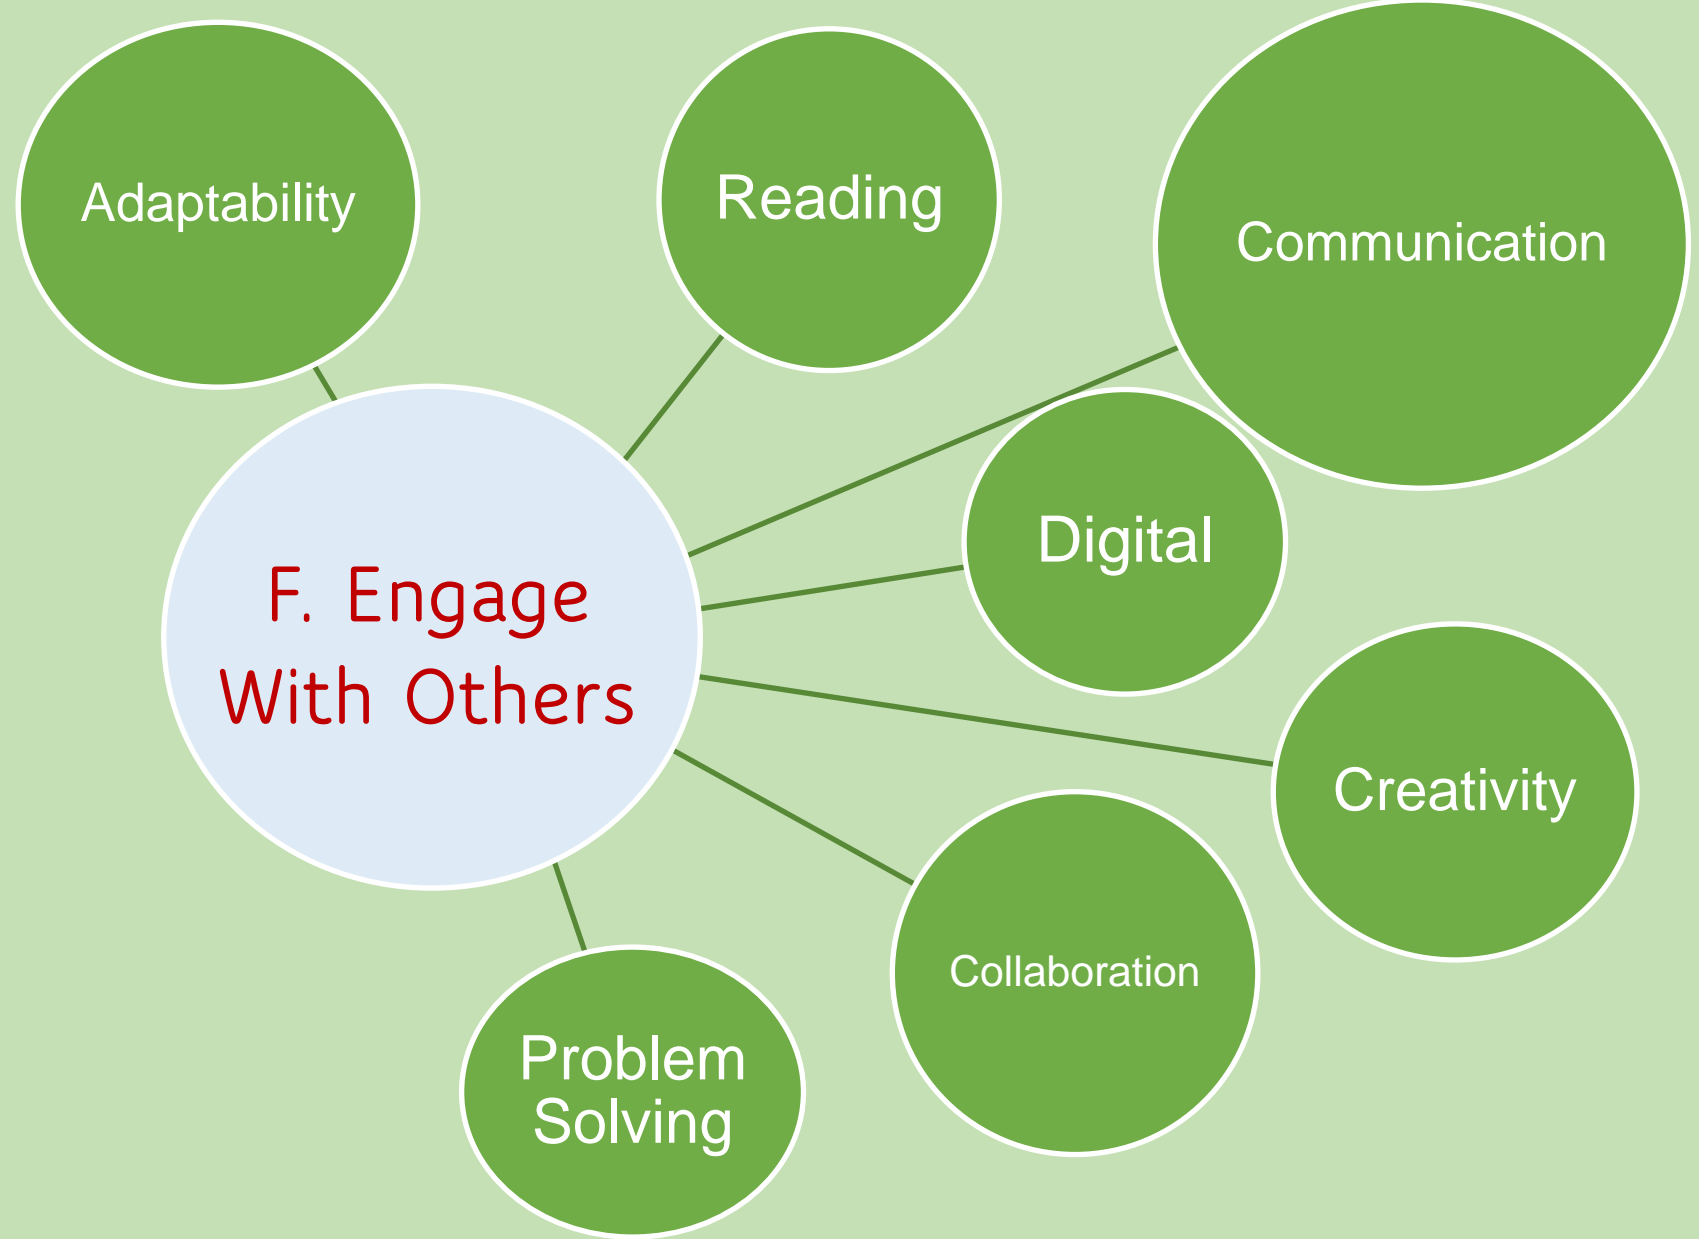 Adaptability
Reading
Communication
Digital
F. Engage
With Others
Creativity
Collaboration
Problem
Solving